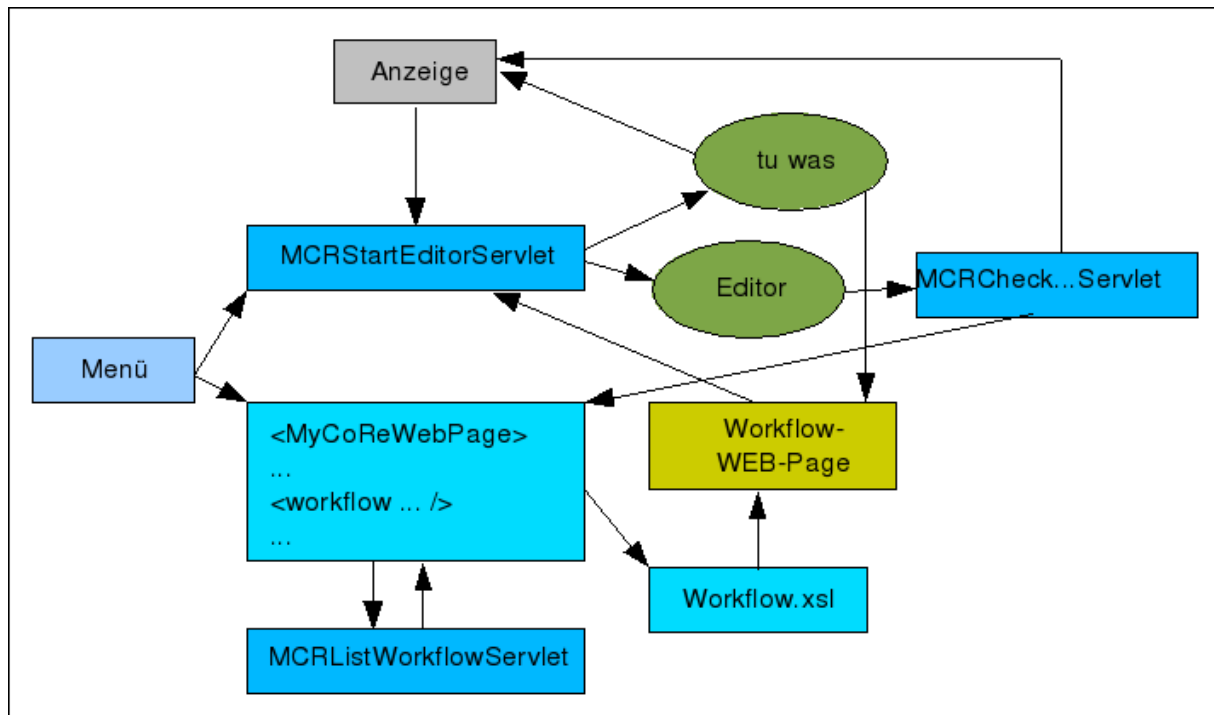 Anzeige
tu was
MCRStartEditorServlet
Editor
MCRCheck...Servlet
Menü
<MyCoReWebPage>
...
<workflow ... />
...
Workflow-
WEB-Page
Workflow.xsl
MCRListWorkflowServlet